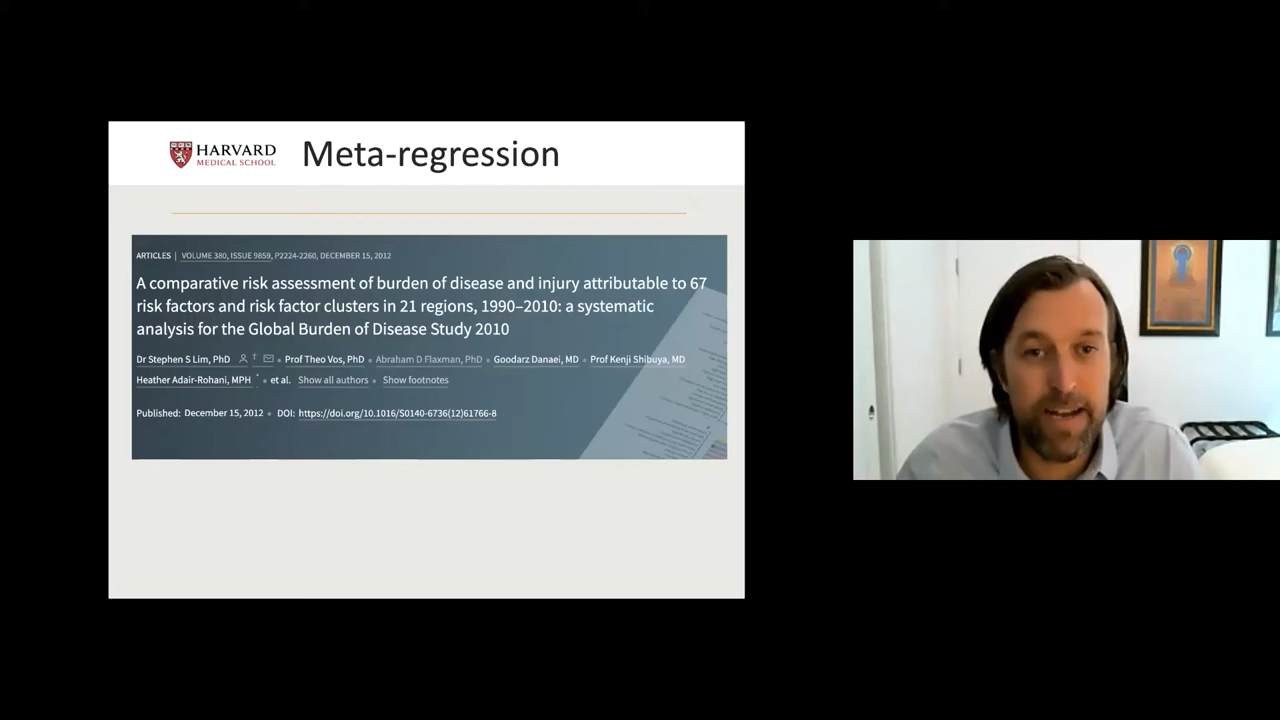 HARVARD
MEDICAL SCHOOL
Meta-regression
ARTICLES | VOLUME 380, ISSUE 9859, P2224-2260, DECEMBER 15, 2012
A comparative risk assessment of burden of disease and injury attributable to 67
risk factors and risk factor clusters in 21 regions, 1990–2010: a systematic
analysis for the Global Burden of Disease Study 2010
Dr Stephen S Lim, PhD † • Prof Theo Vos, PhD • Abraham D Flaxman, PhD • Goodarz Danaei, MD • Prof Kenji Shibuya, MD
Heather Adair-Rohani, MPH * • et al. Show all authors • Show footnotes
Published: December 15, 2012 • DOI: https://doi.org/10.1016/S0140-6736(12)61766-8